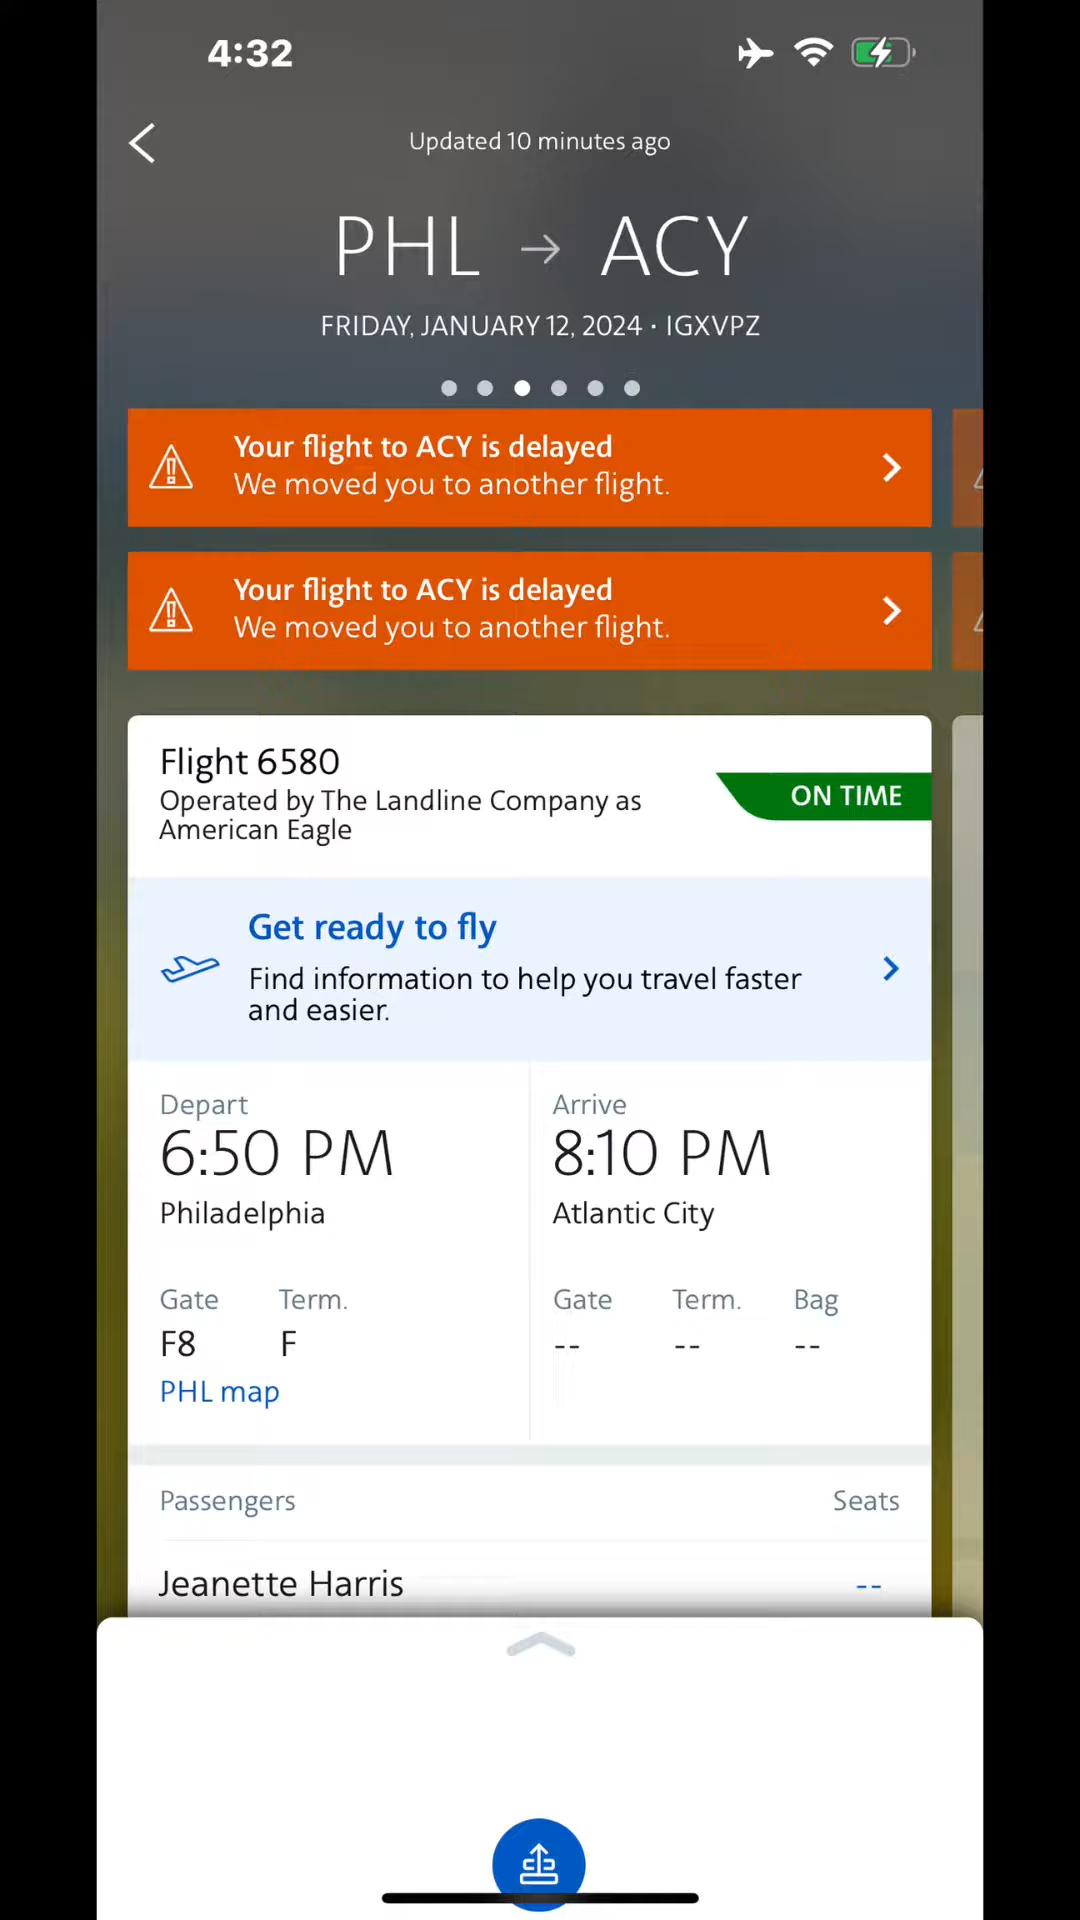 4:32
Updated 10 minutes ago
PHL → ACY
FRIDAY, JANUARY 12, 2024 · IGXVPZ
Your flight to ACY is delayed
We moved you to another flight.
Your flight to ACY is delayed
We moved you to another flight.
Flight 6580
Operated by The Landline Company as
American Eagle
ON TIME
Get ready to fly
Find information to help you travel faster
and easier.
Depart
6:50 PM
Philadelphia
Arrive
8:10 PM
Atlantic City
Gate Term.
F8 F
PHL map
Gate Term. Bag
-- -- --
Passengers Seats
Jeanette Harris --